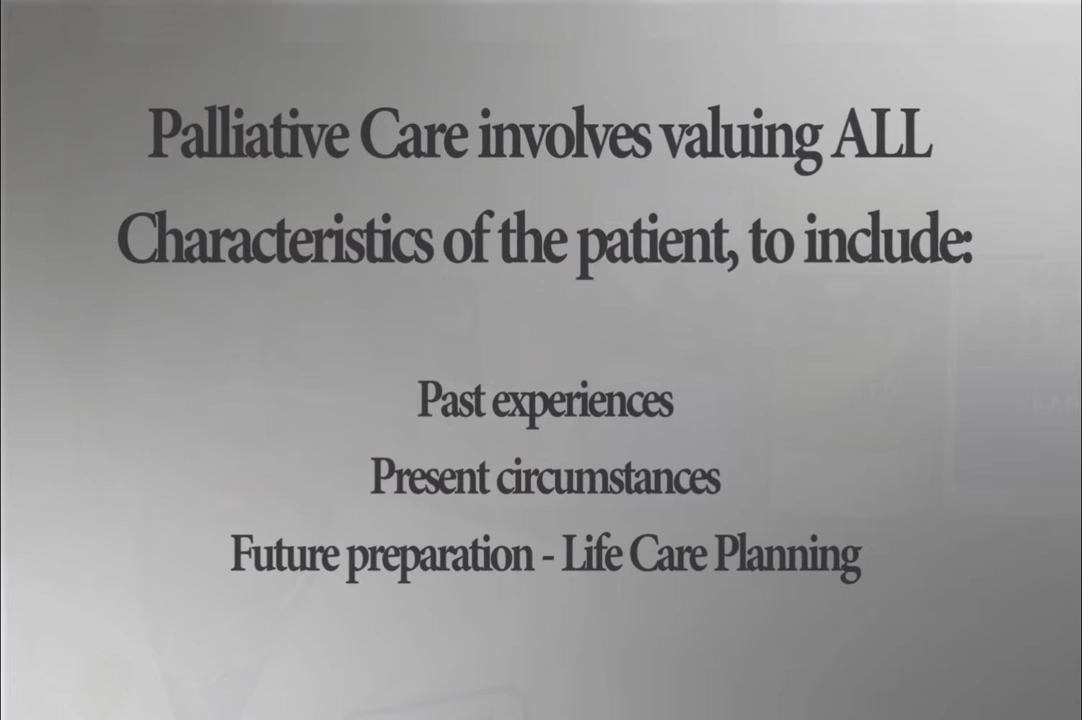 Palliative Care involves valuing ALL
Characteristics of the patient, to include:
Past experiences
Present circumstances
Future preparation - Life Care Planning